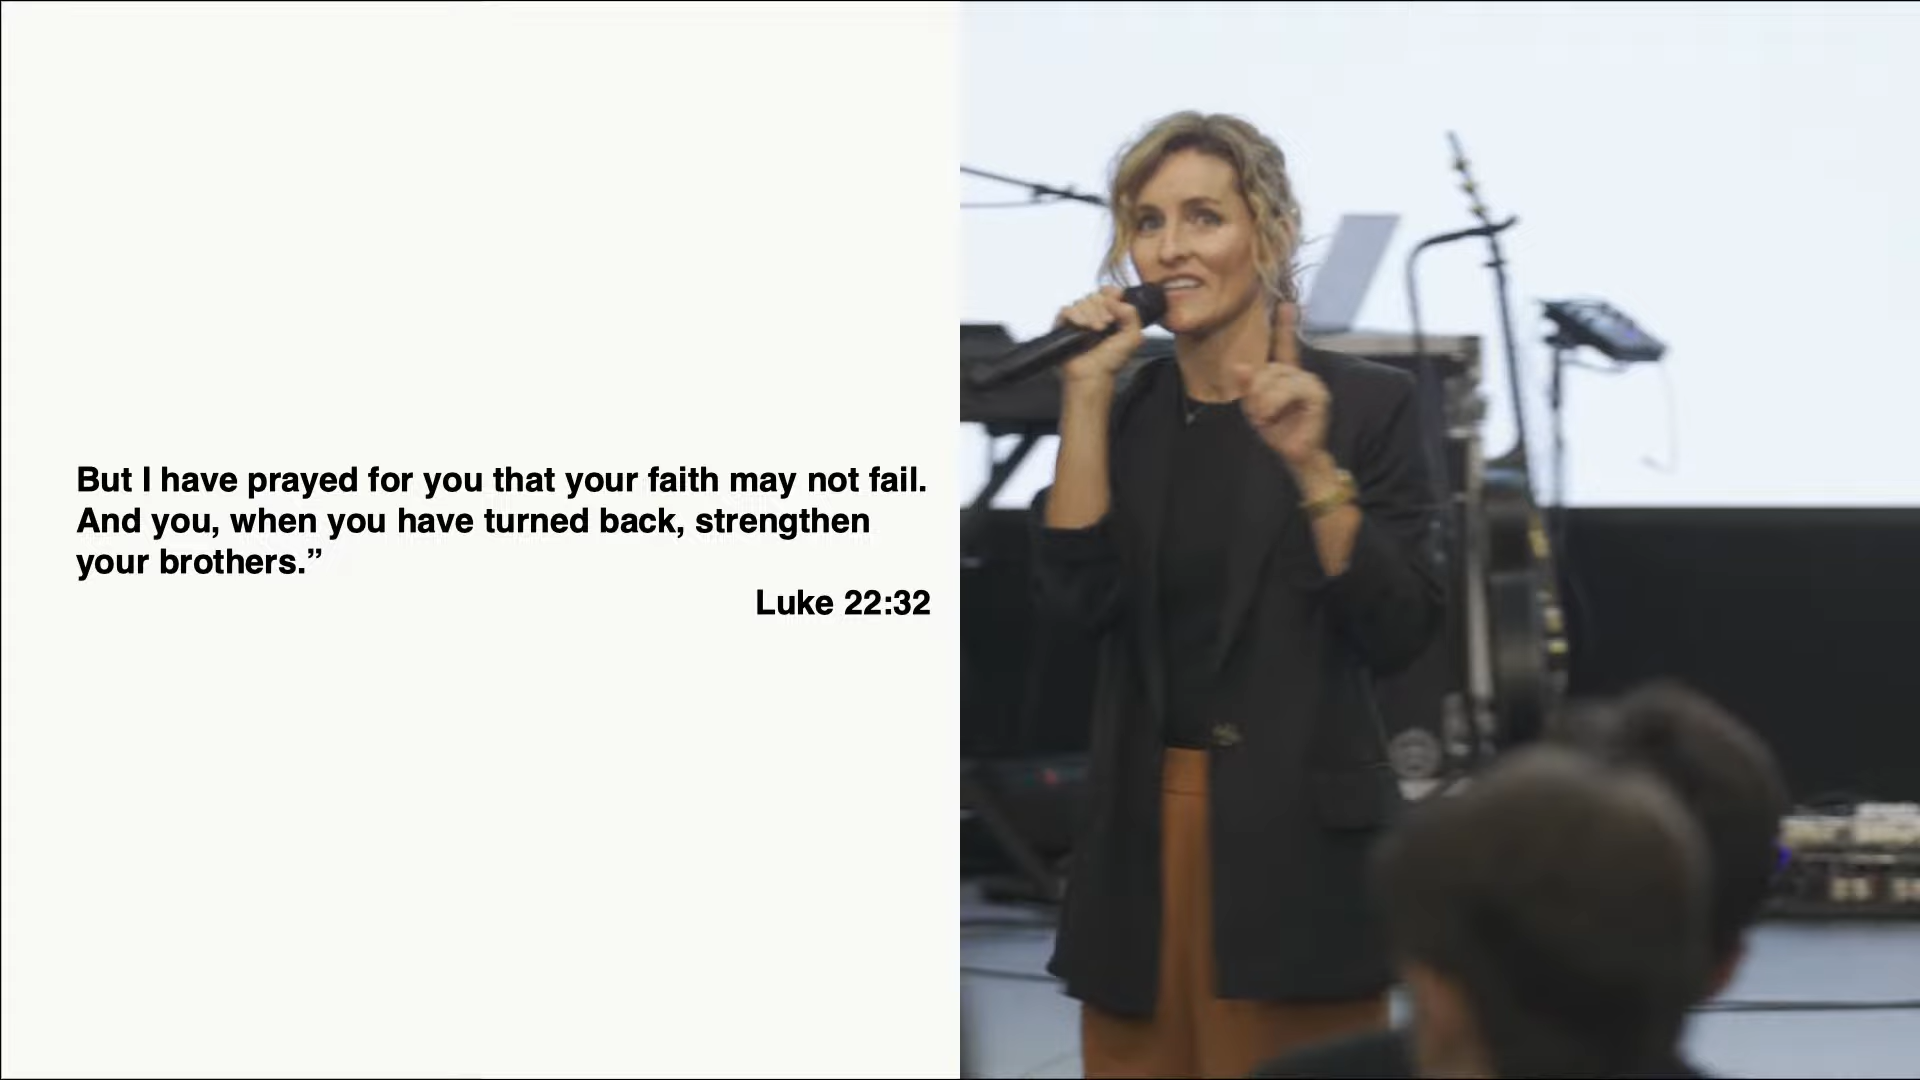 But I have prayed for you that your faith may not fail.
And you, when you have turned back, strengthen
your brothers.”
Luke 22:32